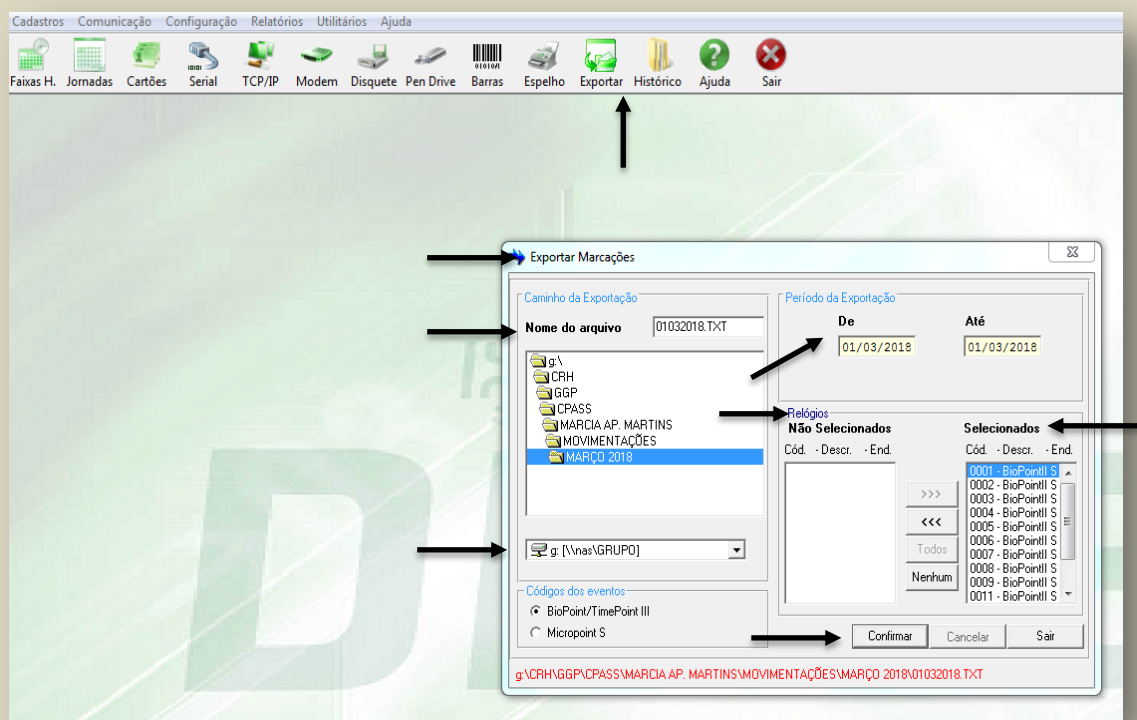 Cadastros Comunicação Configuração Relatórios Utilitários Ajuda
Faixas H. Jornadas Cartões Serial TCP/IP Modem Disquete Pen Drive Barras Espelho Exportar Histórico Ajuda Sair
Exportar Marcações
Caminho da Exportação
Nome do arquivo 01032018.TXT
g:\
CRH
GGP
CPASS
MARCIA AP. MARTINS
MOVIMENTAÇÕES
MARÇO 2018
g: [\\nas\GRUPO]
Códigos dos eventos
BioPoint/TimePoint III
Micropoint S
Período da Exportação
De Até
01/03/2018 01/03/2018
Relógios
Não Selecionados Selecionados
Cód. - Descr. - End. Cód. - Descr. - End.
>>>
<<<
Todos
Nenhum
0001 - BioPointII S
0002 - BioPointII S
0003 - BioPointII S
0004 - BioPointII S
0005 - BioPointII S
0006 - BioPointII S
0007 - BioPointII S
0008 - BioPointII S
0009 - BioPointII S
0011 - BioPointII S
Confirmar Cancelar Sair
g:\CRH\GGP\CPASS\MARCIA AP. MARTINS\MOVIMENTAÇÕES\MARÇO 2018\01032018.TXT